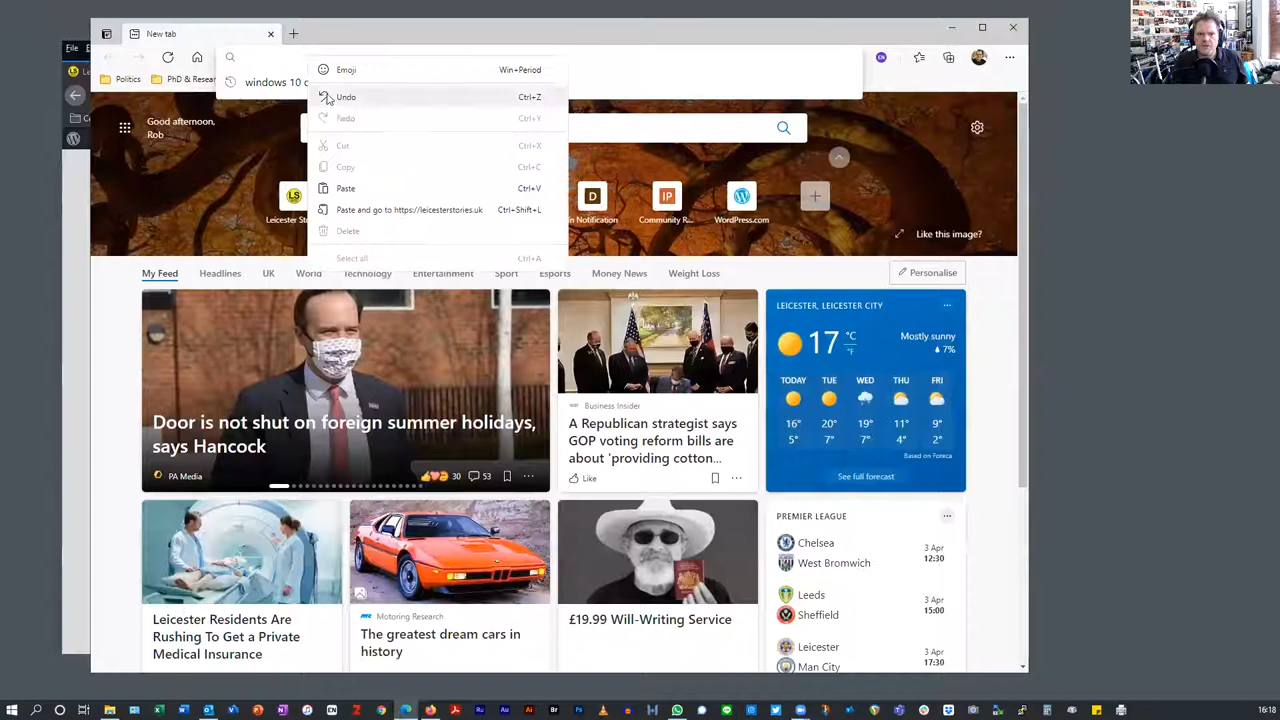 New tab
File
windows 10
Politics
Emoji Win+Period
Undo Ctrl+Z
Redo Ctrl+Y
Cut Ctrl+X
Copy Ctrl+C
Paste Ctrl+V
Paste and go to https://leicesterstories.uk Ctrl+Shift+L
Delete
Select all Ctrl+A
Good afternoon,
Rob
LS
D
IP
Leicester
n Notification
Community R...
WordPress.com
Like this image?
My Feed Headlines UK World Technology Entertainment Sport Esports Money News Weight Loss
Personalise
Door is not shut on foreign summer holidays,
says Hancock
PA Media 30 53
Business Insider
A Republican strategist says
GOP voting reform bills are
about 'providing cotton...
Like
LEICESTER, LEICESTER CITY
17 °C
°F
Mostly sunny
7%
TODAY TUE WED THU FRI
16° 20° 19° 11° 9°
5° 7° 7° 4° 2°
Based on Foreca
See full forecast
Leicester Residents Are
Rushing To Get a Private
Medical Insurance
Motoring Research
The greatest dream cars in
history
£19.99 Will-Writing Service
PREMIER LEAGUE
Chelsea
West Bromwich
3 Apr
12:30
Leeds
Sheffield
3 Apr
15:00
Leicester
Man City
3 Apr
17:30
16:18